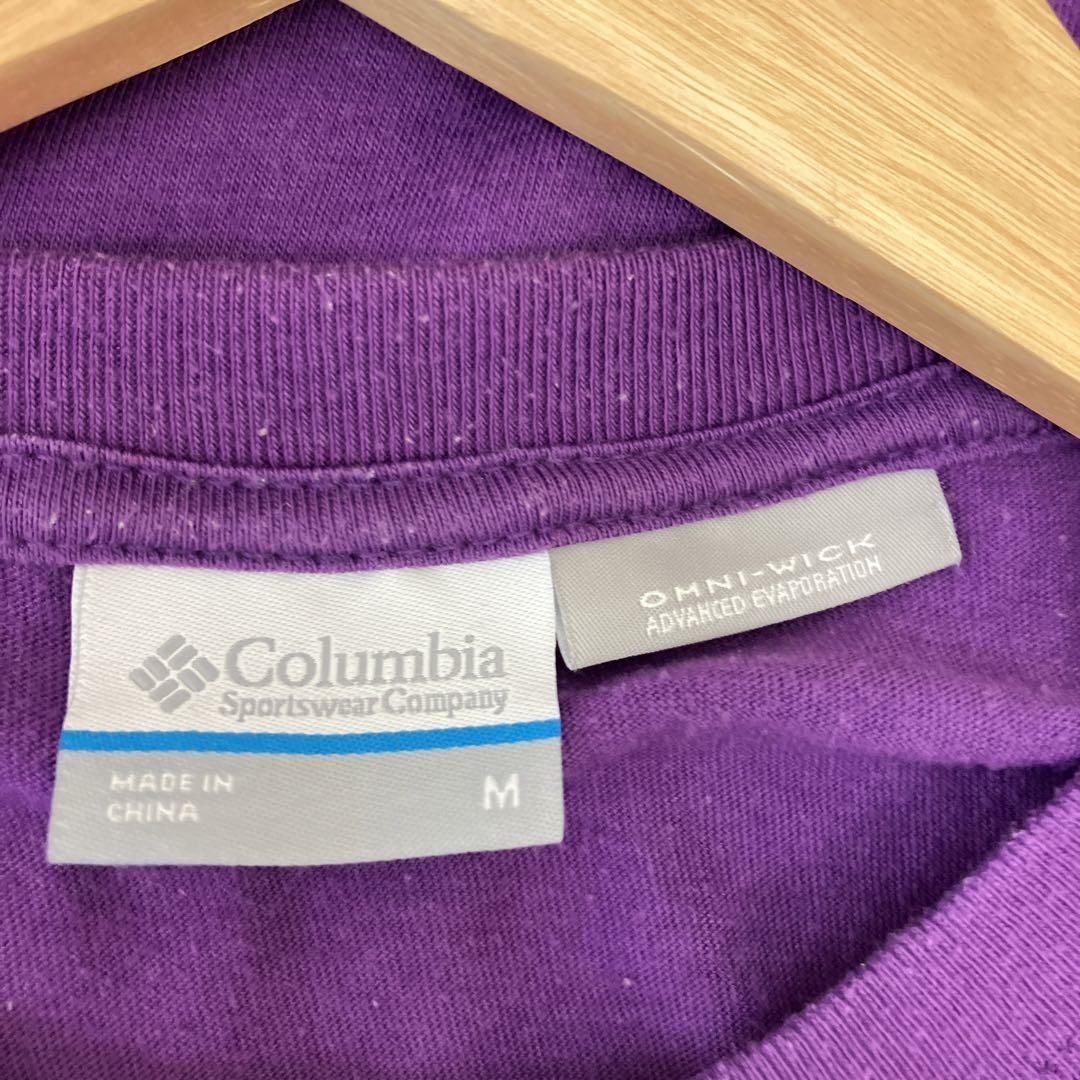 Columbia
Sportswear Company
MADE IN
CHINA
M
OMNI-WICK
ADVANCED EVAPORATION